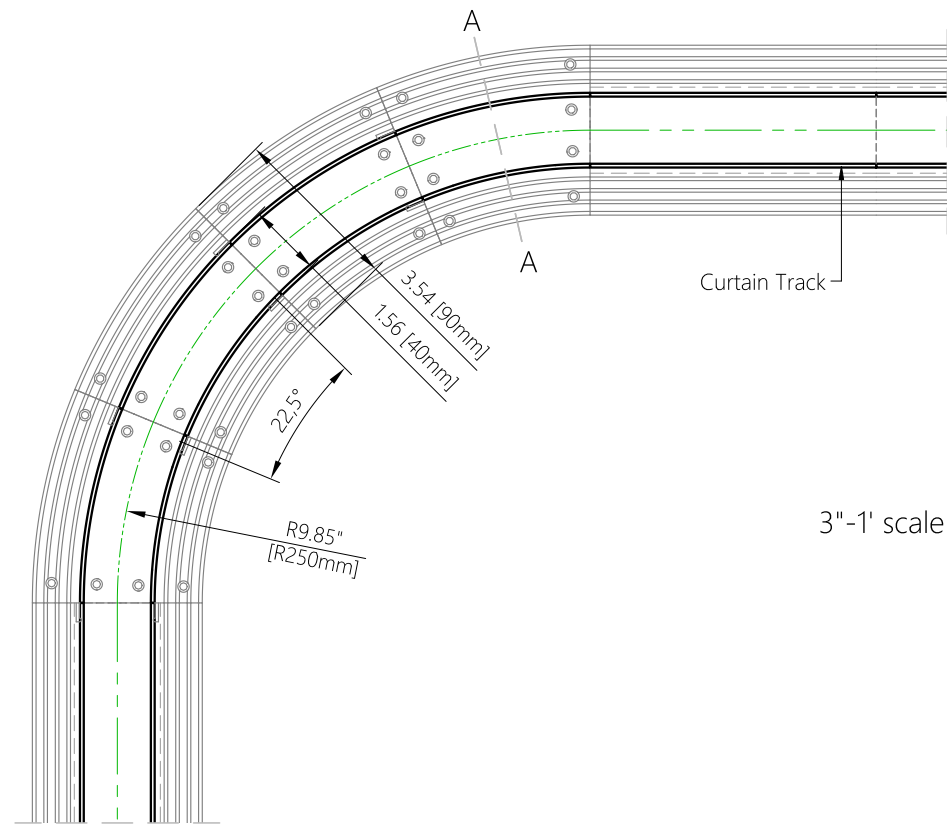 A
A
Curtain Track
3.54 [90mm]
1.56 [40mm]
22,5°
R9.85"
[R250mm]
3"-1' scale